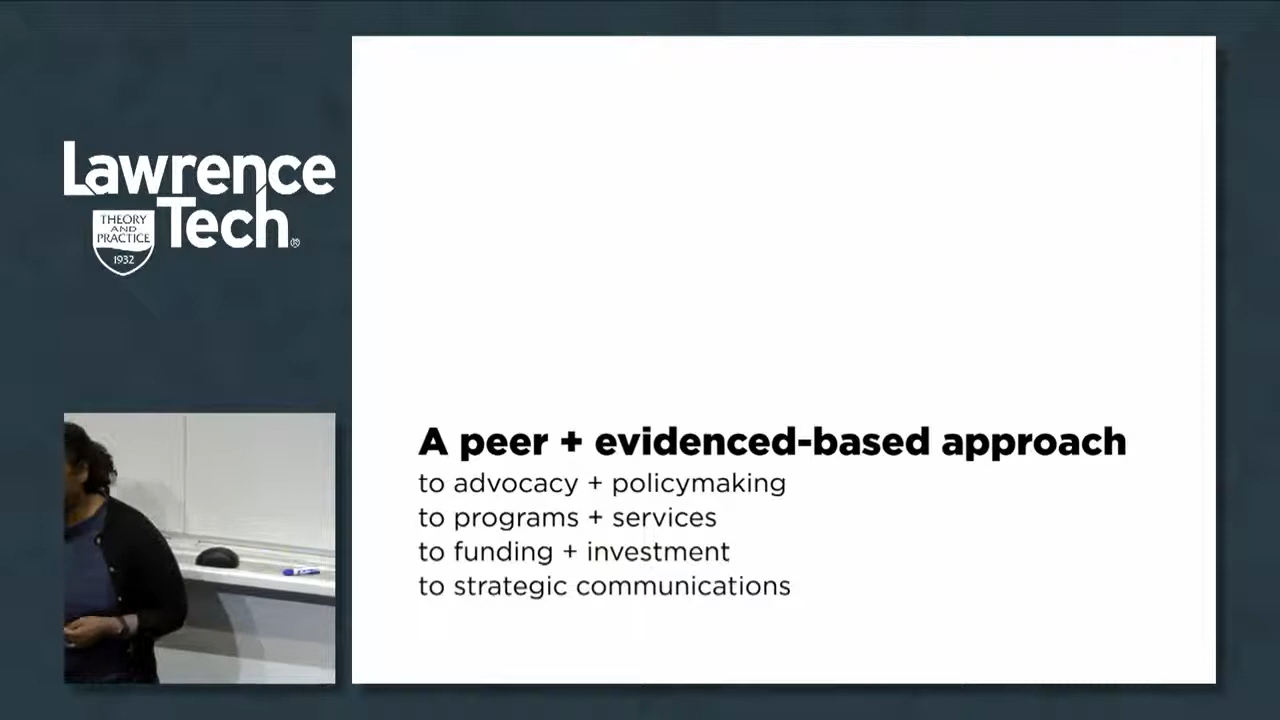 Lawrence
Tech®
THEORY
AND
PRACTICE
1932
A peer + evidenced-based approach
to advocacy + policymaking
to programs + services
to funding + investment
to strategic communications